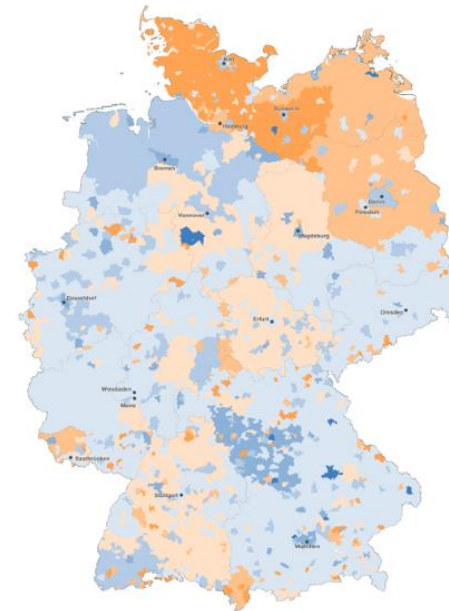 Kiel
Schwerin
Hamburg
Bremen
Berlin
Potsdam
Hannover
Magdeburg
Düsseldorf
Erfurt
Dresden
Wiesbaden
Mainz
Saarbrücken
Stuttgart
München